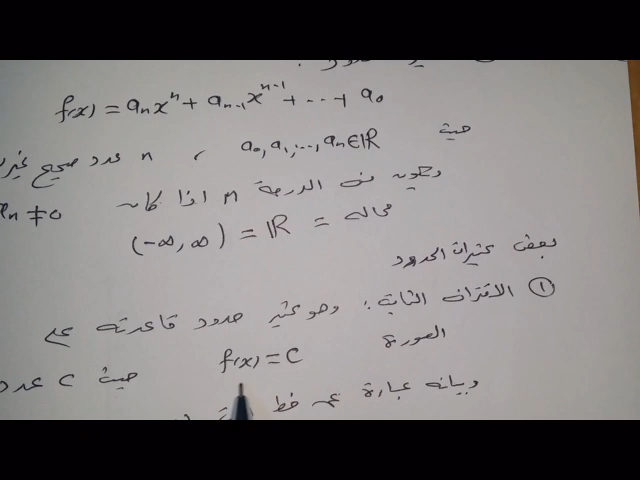 f(x) = aₙxⁿ + aₙ₋₁xⁿ⁻¹ + ... + a₀
حيث a₀, a₁, ..., aₙ ∈ ℝ ، n عدد صحيح غير
ويكون من الدرجة n اذا كان aₙ ≠ 0
مجاله = ℝ = (-∞, ∞)
بعض كثيرات الحدود
① الاقتران الثابت: وهو كثير حدود قاعدته على
الصورة f(x) = C حيث C عدد
وبيانه عبارة عن خط